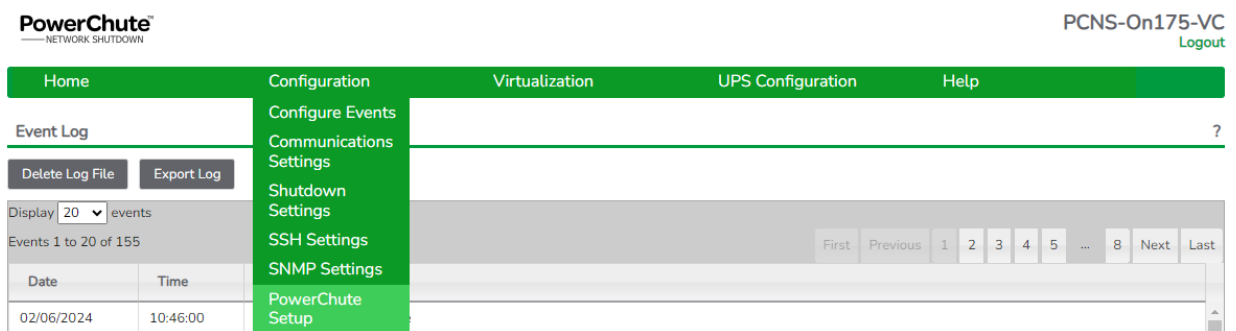 PowerChute™
NETWORK SHUTDOWN
PCNS-On175-VC
Logout
Home Configuration Virtualization UPS Configuration Help
Configure Events
Communications
Settings
Shutdown
Settings
SSH Settings
SNMP Settings
PowerChute
Setup
Event Log ?
Delete Log File Export Log
Display 20 events
Events 1 to 20 of 155
First Previous 1 2 3 4 5 ... 8 Next Last
Date Time
02/06/2024 10:46:00